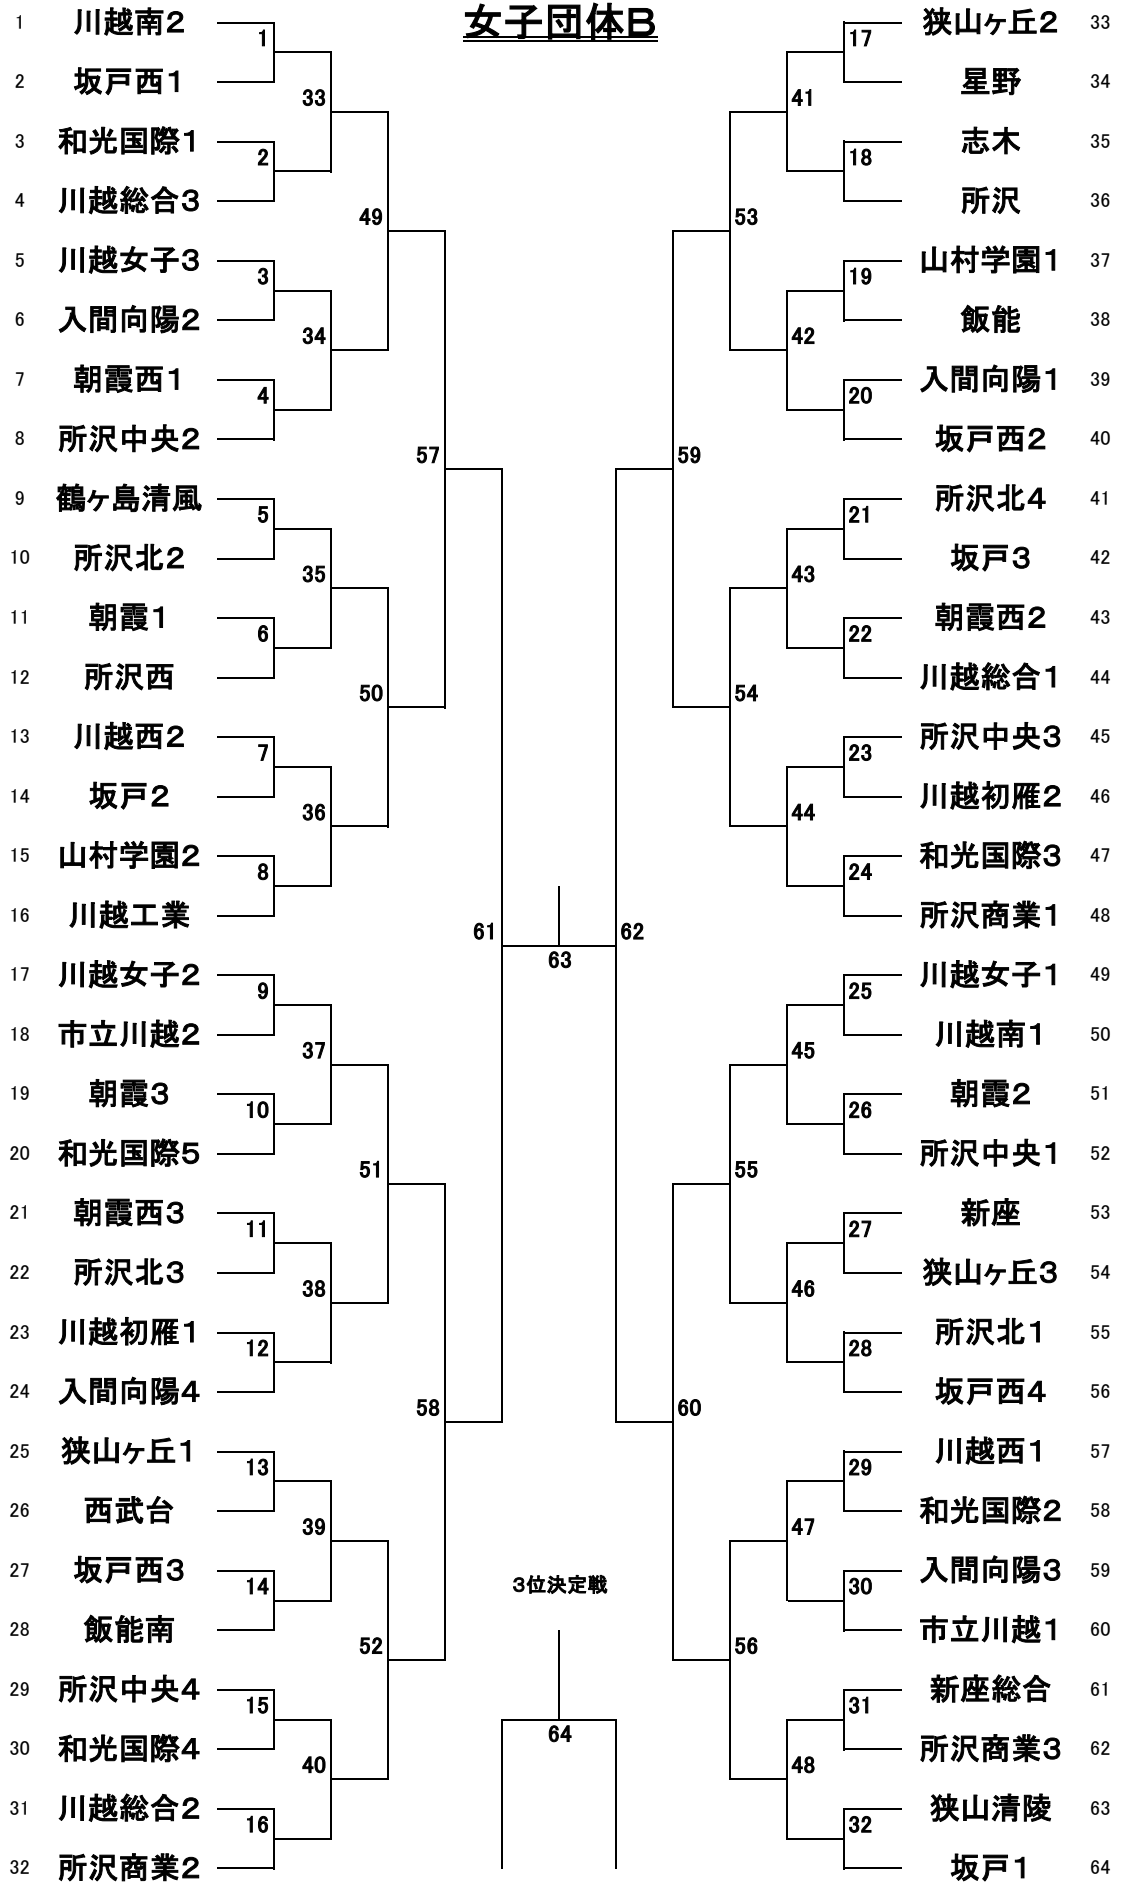 女子団体B
1 川越南2
1
2 坂戸西1
33
3 和光国際1
2
4 川越総合3
49
5 川越女子3
3
6 入間向陽2
34
7 朝霞西1
4
8 所沢中央2
57
9 鶴ヶ島清風
5
10 所沢北2
35
11 朝霞1
6
12 所沢西
50
13 川越西2
7
14 坂戸2
36
15 山村学園2
8
16 川越工業
61
17 川越女子2
9
18 市立川越2
37
19 朝霞3
10
20 和光国際5
51
21 朝霞西3
11
22 所沢北3
38
23 川越初雁1
12
24 入間向陽4
58
25 狭山ヶ丘1
13
26 西武台
39
27 坂戸西3
14
28 飯能南
52
29 所沢中央4
15
30 和光国際4
40
31 川越総合2
16
32 所沢商業2
63
3位決定戦
64
狭山ヶ丘2 33
17
星野 34
41
志木 35
18
所沢 36
53
山村学園1 37
19
飯能 38
42
入間向陽1 39
20
坂戸西2 40
59
所沢北4 41
21
坂戸3 42
43
朝霞西2 43
22
川越総合1 44
54
所沢中央3 45
23
川越初雁2 46
44
和光国際3 47
24
所沢商業1 48
62
川越女子1 49
25
川越南1 50
45
朝霞2 51
26
所沢中央1 52
55
新座 53
27
狭山ヶ丘3 54
46
所沢北1 55
28
坂戸西4 56
60
川越西1 57
29
和光国際2 58
47
入間向陽3 59
30
市立川越1 60
56
新座総合 61
31
所沢商業3 62
48
狭山清陵 63
32
坂戸1 64